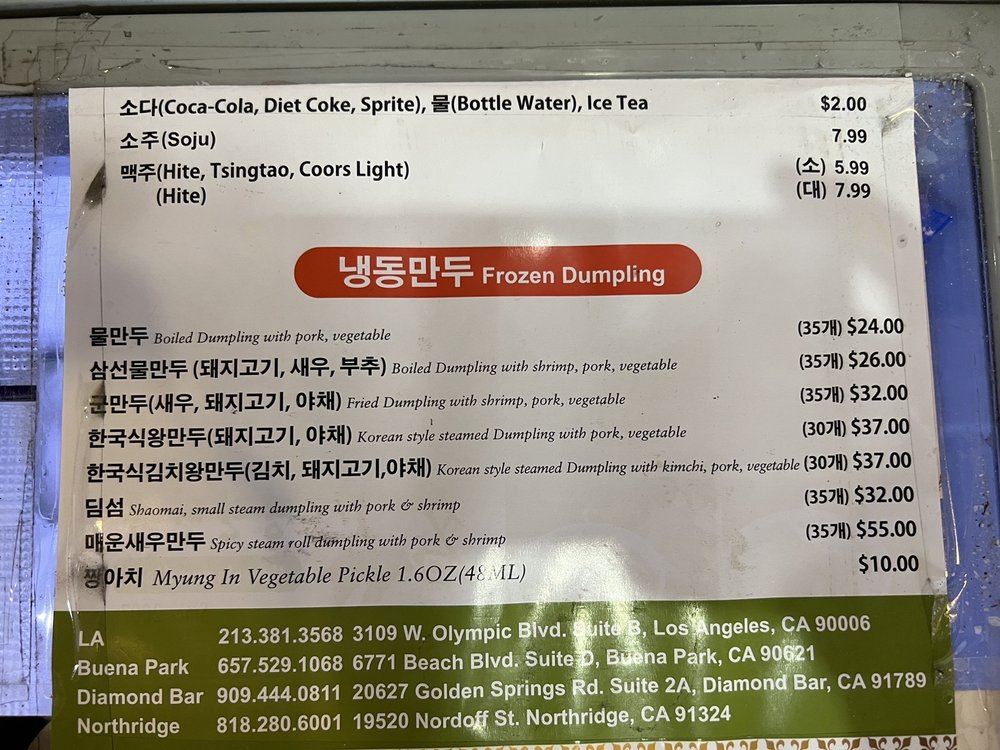 소다(Coca-Cola, Diet Coke, Sprite), 물(Bottle Water), Ice Tea $2.00
소주(Soju) 7.99
맥주(Hite, Tsingtao, Coors Light) (소) 5.99
(Hite) (대) 7.99
냉동만두 Frozen Dumpling
물만두 Boiled Dumpling with pork, vegetable (35개) $24.00
삼선물만두 (돼지고기, 새우, 부추) Boiled Dumpling with shrimp, pork, vegetable (35개) $26.00
군만두(새우, 돼지고기, 야채) Fried Dumpling with shrimp, pork, vegetable (35개) $32.00
한국식왕만두(돼지고기, 야채) Korean style steamed Dumpling with pork, vegetable (30개) $37.00
한국식김치왕만두(김치, 돼지고기,야채) Korean style steamed Dumpling with kimchi, pork, vegetable (30개) $37.00
딤섬 Shaomai, small steam dumpling with pork & shrimp (35개) $32.00
매운새우만두 Spicy steam roll dumpling with pork & shrimp (35개) $55.00
짱아치 Myung In Vegetable Pickle 1.6OZ(48ML) $10.00
LA 213.381.3568 3109 W. Olympic Blvd. Suite B, Los Angeles, CA 90006
Buena Park 657.529.1068 6771 Beach Blvd. Suite D, Buena Park, CA 90621
Diamond Bar 909.444.0811 20627 Golden Springs Rd. Suite 2A, Diamond Bar, CA 91789
Northridge 818.280.6001 19520 Nordoff St. Northridge, CA 91324